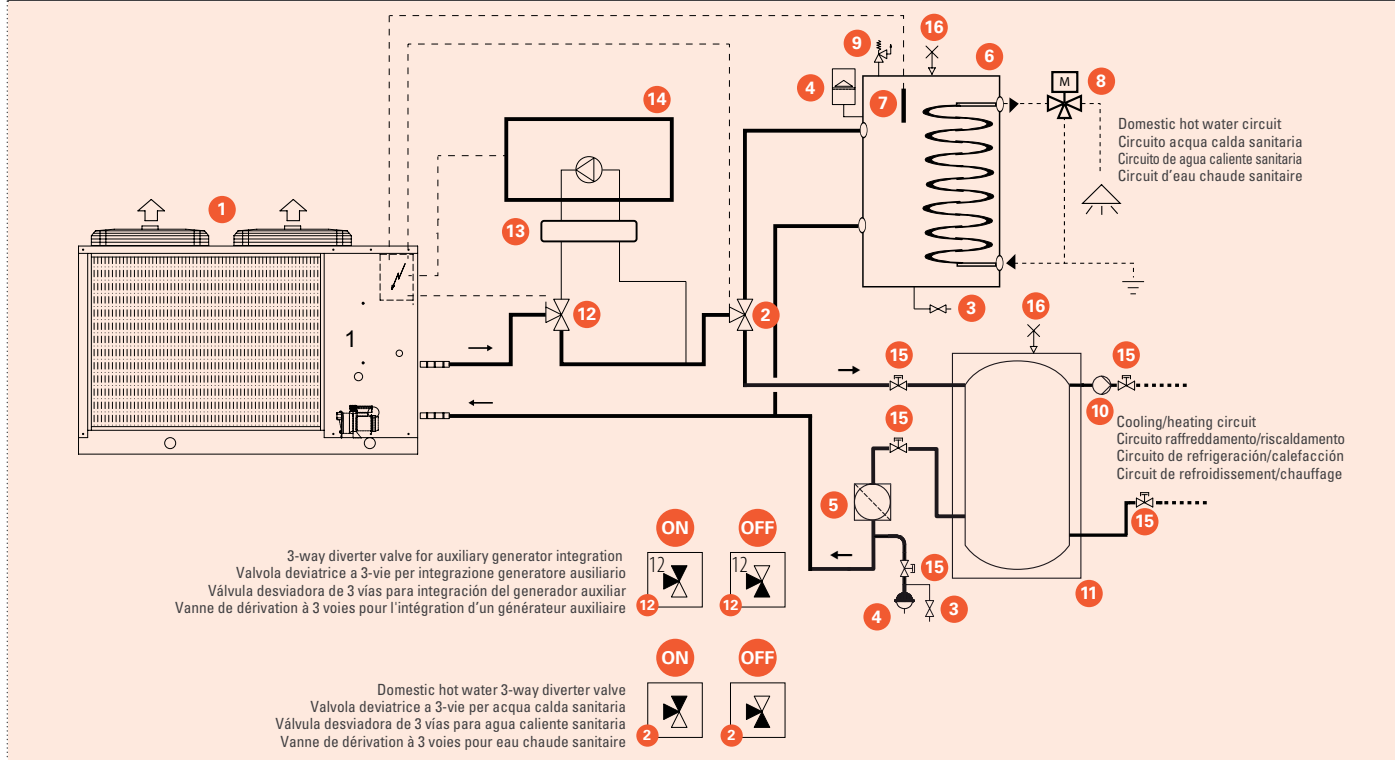 16
9
6
4
7
M
8
14
Domestic hot water circuit
Circuito acqua calda sanitaria
Circuito de agua caliente sanitaria
Circuit d'eau chaude sanitaire
1
13
12
2
3
16
1
15
15
10
15
Cooling/heating circuit
Circuito raffreddamento/riscaldamento
Circuito de refrigeración/calefacción
Circuit de refroidissement/chauffage
5
15
ON
OFF
3-way diverter valve for auxiliary generator integration
Valvola deviatrice a 3-vie per integrazione generatore ausiliario
Válvula desviadora de 3 vías para integración del generador auxiliar
Vanne de dérivation à 3 voies pour l'intégration d'un générateur auxiliaire
12
12
12
12
15
4
3
11
ON
OFF
Domestic hot water 3-way diverter valve
Valvola deviatrice a 3-vie per acqua calda sanitaria
Válvula desviadora de 3 vías para agua caliente sanitaria
Vanne de dérivation à 3 voies pour eau chaude sanitaire
2
2